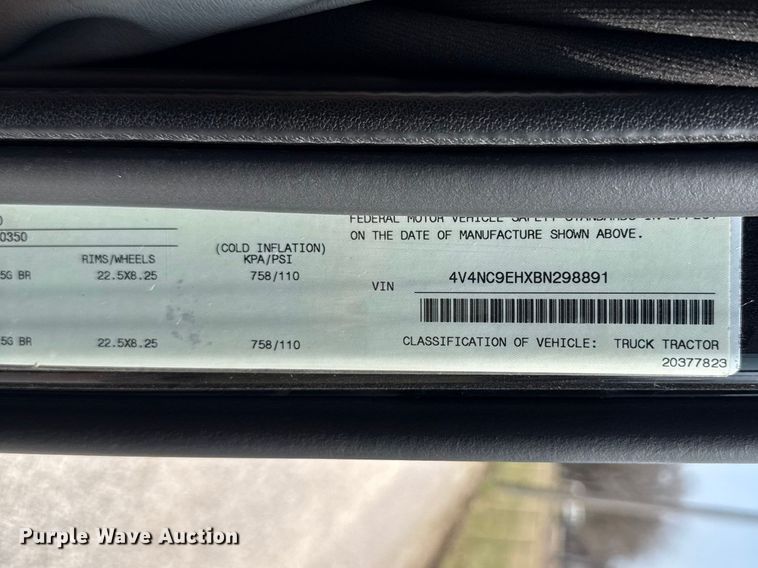 0
0350
RIMS/WHEELS
(COLD INFLATION)
KPA/PSI
5G BR 22.5X8.25 758/110
5G BR 22.5X8.25 758/110
FEDERAL MOTOR VEHICLE SAFETY STANDARDS IN EFFECT
ON THE DATE OF MANUFACTURE SHOWN ABOVE.
VIN 4V4NC9EHXBN298891
CLASSIFICATION OF VEHICLE: TRUCK TRACTOR
20377823
Purple Wave Auction